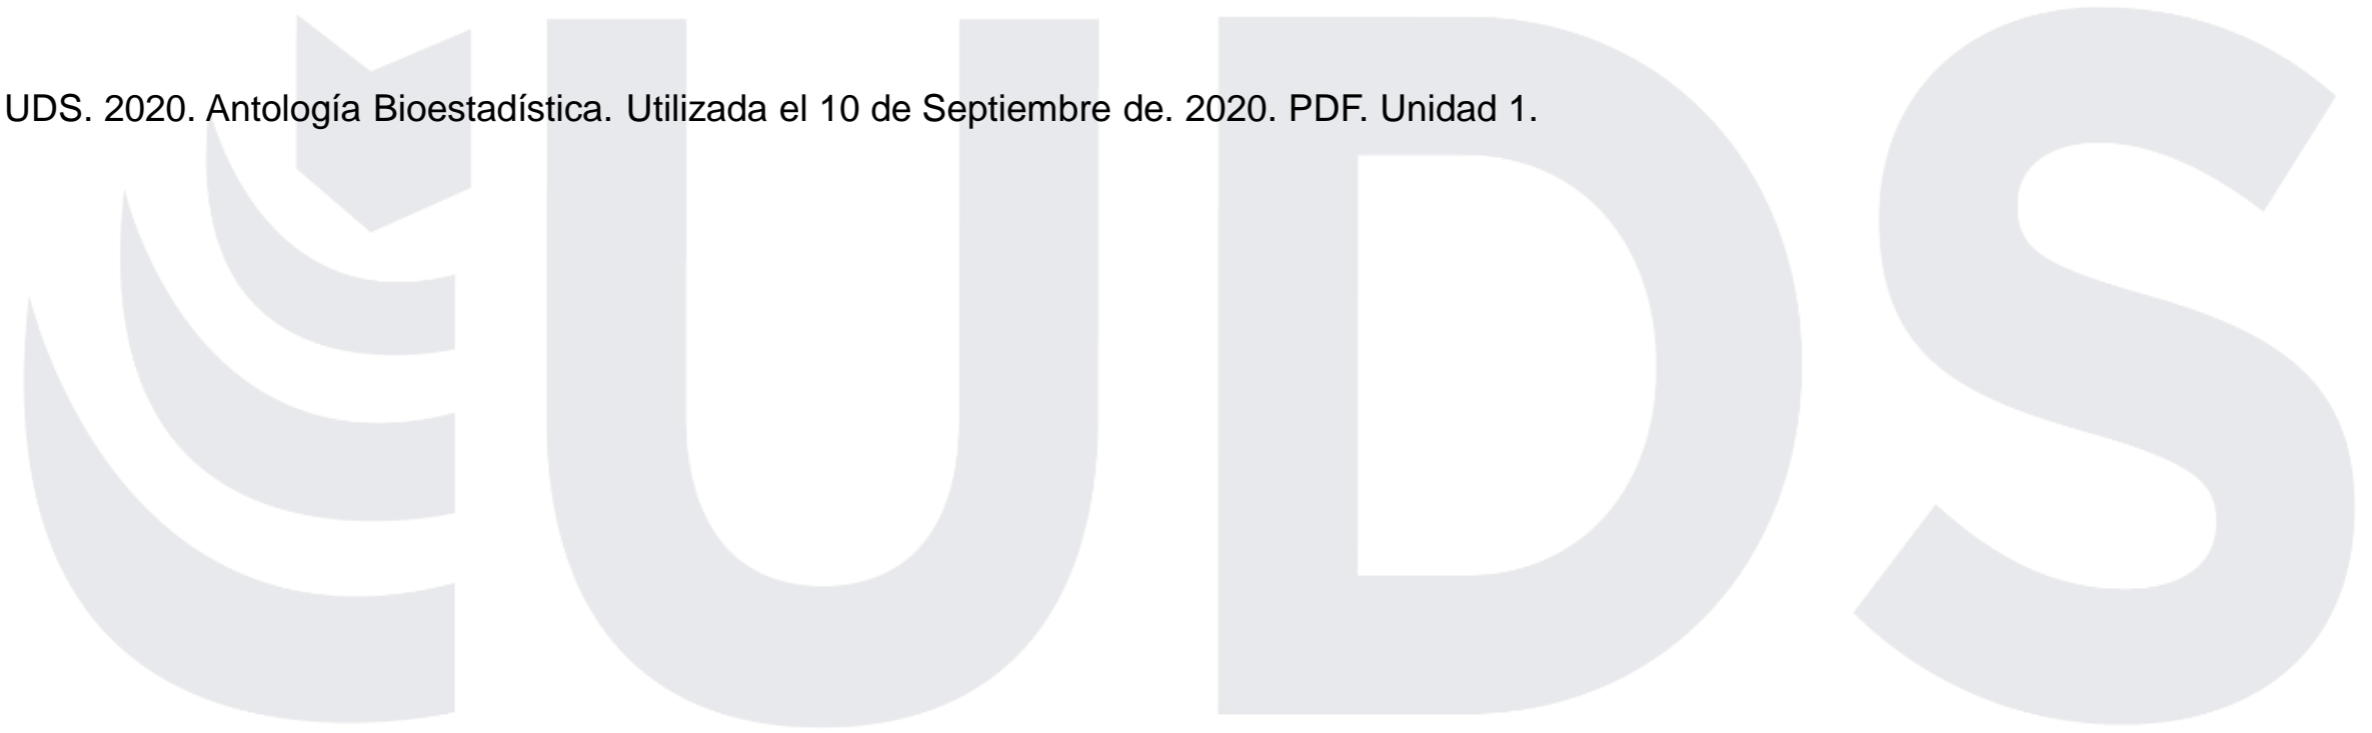 UDS. 2020. Antología Bioestadística. Utilizada el 10 de Septiembre de. 2020. PDF. Unidad 1.
UDS